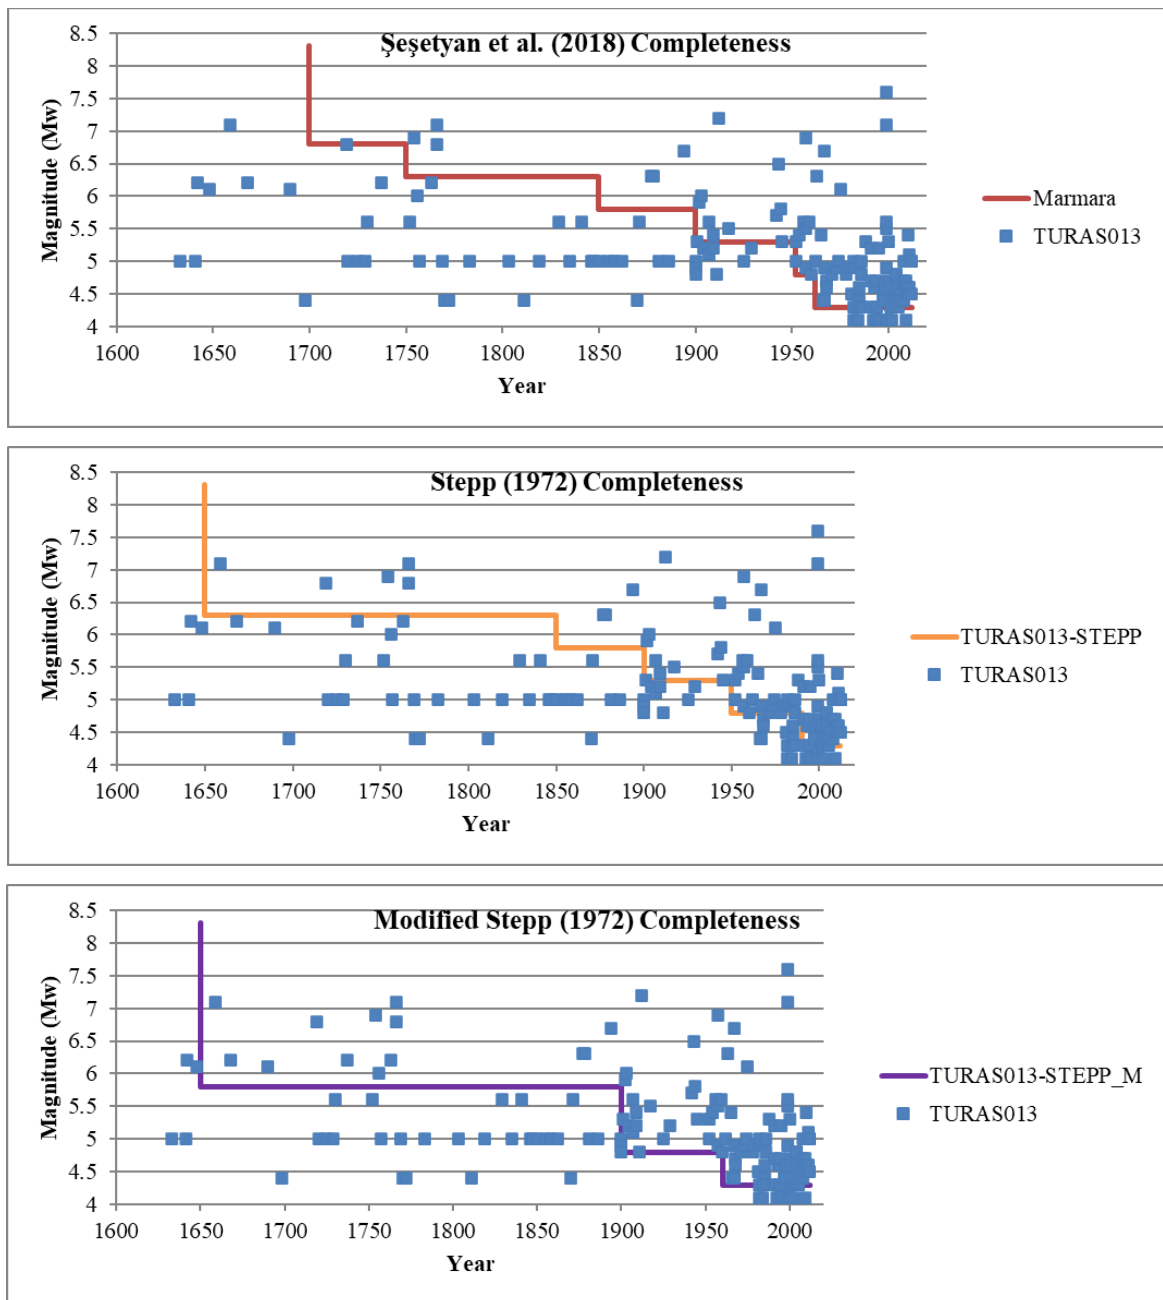 Şeşetyan et al. (2018) Completeness
8.5
8
7.5
7
6.5
6
5.5
5
4.5
4
Magnitude (Mw)
1600 1650 1700 1750 1800 1850 1900 1950 2000
Year
Marmara
TURAS013
Stepp (1972) Completeness
8.5
8
7.5
7
6.5
6
5.5
5
4.5
4
Magnitude (Mw)
1600 1650 1700 1750 1800 1850 1900 1950 2000
Year
TURAS013-STEPP
TURAS013
Modified Stepp (1972) Completeness
8.5
8
7.5
7
6.5
6
5.5
5
4.5
4
Magnitude (Mw)
1600 1650 1700 1750 1800 1850 1900 1950 2000
Year
TURAS013-STEPP_M
TURAS013